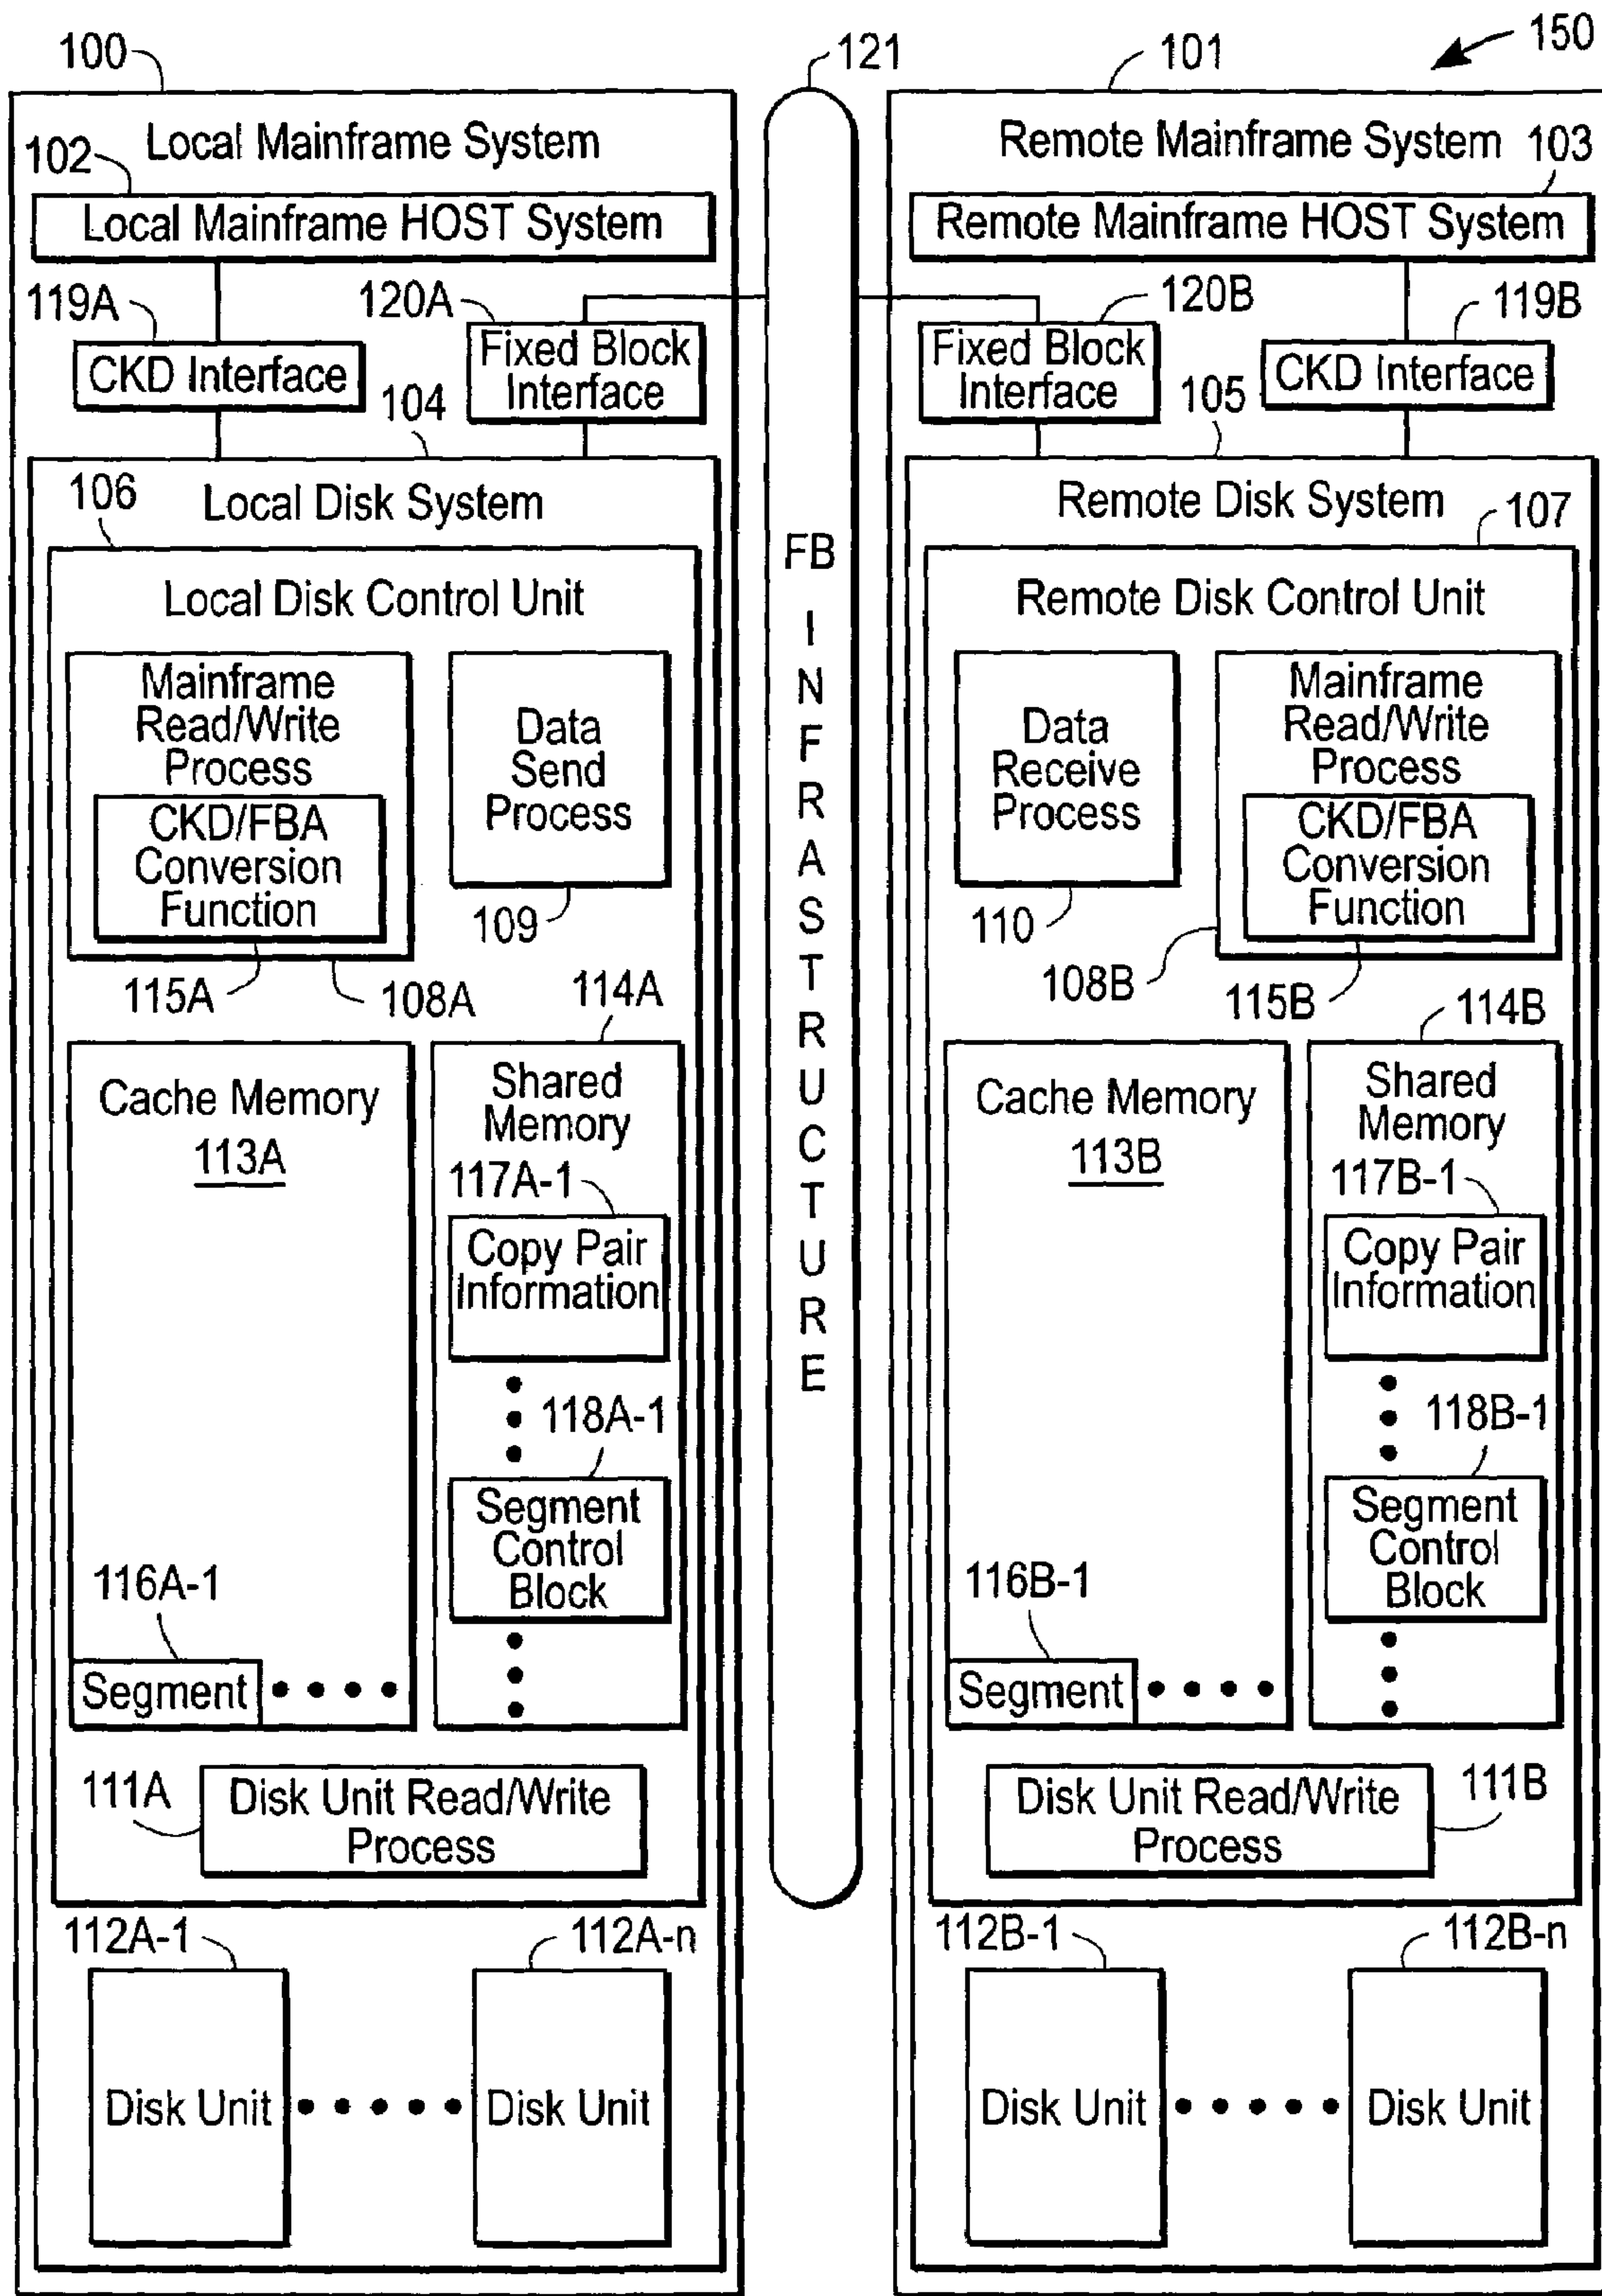 150
100
121
101
Local Mainframe System
102
Local Mainframe HOST System
119A
120A
CKD Interface
Fixed Block
Interface
104
Local Disk System
106
Local Disk Control Unit
Mainframe
Read/Write
Process
CKD/FBA
Conversion
Function
Data
Send
Process
109
115A
108A
114A
Cache Memory
113A
Shared
Memory
117A-1
Copy Pair
Information
118A-1
Segment
Control
Block
116A-1
Segment
111A
Disk Unit Read/Write
Process
112A-1
112A-n
Disk Unit
Disk Unit
FB
INFRASTRUCTURE
Remote Mainframe System
103
Remote Mainframe HOST System
120B
119B
Fixed Block
Interface
CKD Interface
105
Remote Disk System
107
Remote Disk Control Unit
Data
Receive
Process
Mainframe
Read/Write
Process
CKD/FBA
Conversion
Function
110
108B
115B
114B
Cache Memory
113B
Shared
Memory
117B-1
Copy Pair
Information
118B-1
Segment
Control
Block
116B-1
Segment
Disk Unit Read/Write
Process
111B
112B-1
112B-n
Disk Unit
Disk Unit